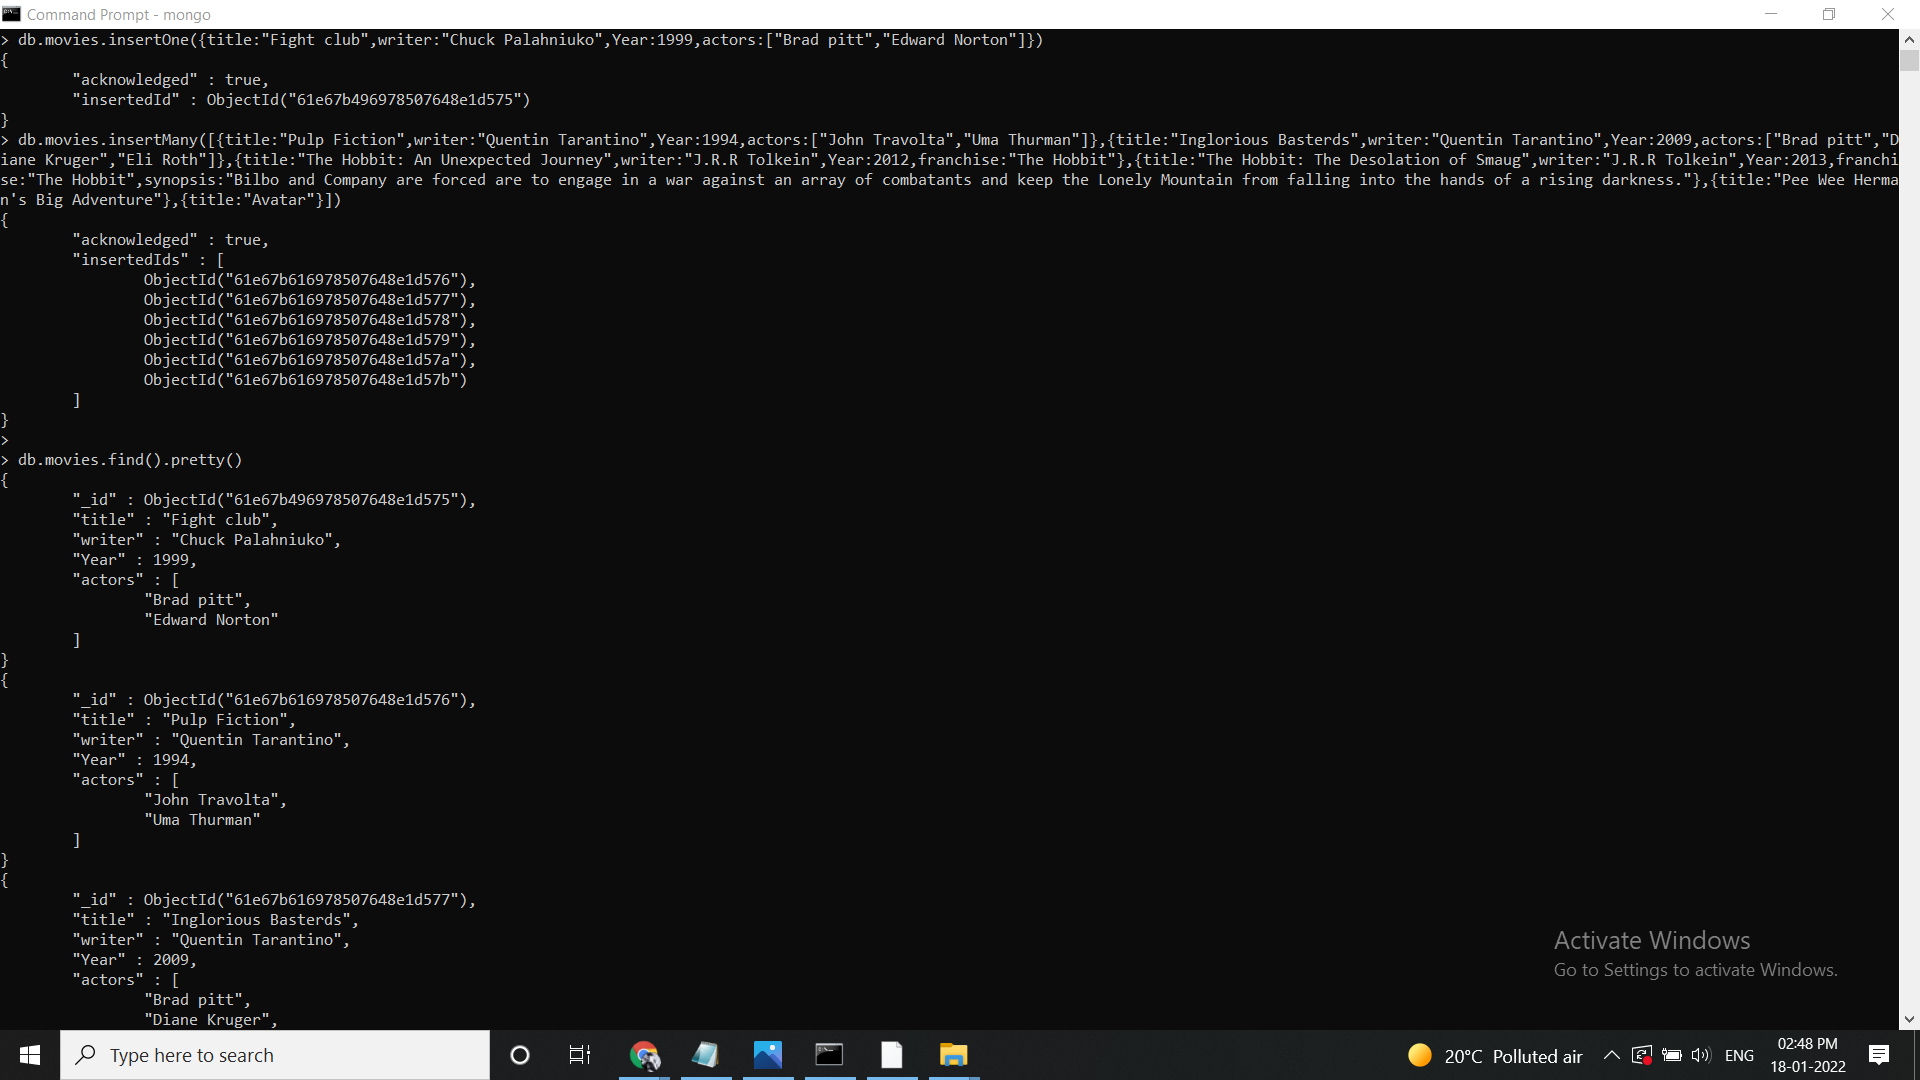 Command Prompt - mongo
> db.movies.insertOne({title:"Fight club",writer:"Chuck Palahniuko",Year:1999,actors:["Brad pitt","Edward Norton"]})
{
"acknowledged" : true,
"insertedId" : ObjectId("61e67b496978507648e1d575")
}
> db.movies.insertMany([{title:"Pulp Fiction",writer:"Quentin Tarantino",Year:1994,actors:["John Travolta","Uma Thurman"]},{title:"Inglorious Basterds",writer:"Quentin Tarantino",Year:2009,actors:["Brad pitt","D
iane Kruger","Eli Roth"]},{title:"The Hobbit: An Unexpected Journey",writer:"J.R.R Tolkein",Year:2012,franchise:"The Hobbit"},{title:"The Hobbit: The Desolation of Smaug",writer:"J.R.R Tolkein",Year:2013,franchi
se:"The Hobbit",synopsis:"Bilbo and Company are forced are to engage in a war against an array of combatants and keep the Lonely Mountain from falling into the hands of a rising darkness."},{title:"Pee Wee Herma
n's Big Adventure"},{title:"Avatar"}])
{
"acknowledged" : true,
"insertedIds" : [
ObjectId("61e67b616978507648e1d576"),
ObjectId("61e67b616978507648e1d577"),
ObjectId("61e67b616978507648e1d578"),
ObjectId("61e67b616978507648e1d579"),
ObjectId("61e67b616978507648e1d57a"),
ObjectId("61e67b616978507648e1d57b")
]
}
>
> db.movies.find().pretty()
{
"_id" : ObjectId("61e67b496978507648e1d575"),
"title" : "Fight club",
"writer" : "Chuck Palahniuko",
"Year" : 1999,
"actors" : [
"Brad pitt",
"Edward Norton"
]
}
{
"_id" : ObjectId("61e67b616978507648e1d576"),
"title" : "Pulp Fiction",
"writer" : "Quentin Tarantino",
"Year" : 1994,
"actors" : [
"John Travolta",
"Uma Thurman"
]
}
{
"_id" : ObjectId("61e67b616978507648e1d577"),
"title" : "Inglorious Basterds",
"writer" : "Quentin Tarantino",
"Year" : 2009,
"actors" : [
"Brad pitt",
"Diane Kruger",
Activate Windows
Go to Settings to activate Windows.
Type here to search
20°C Polluted air
ENG
02:48 PM
18-01-2022